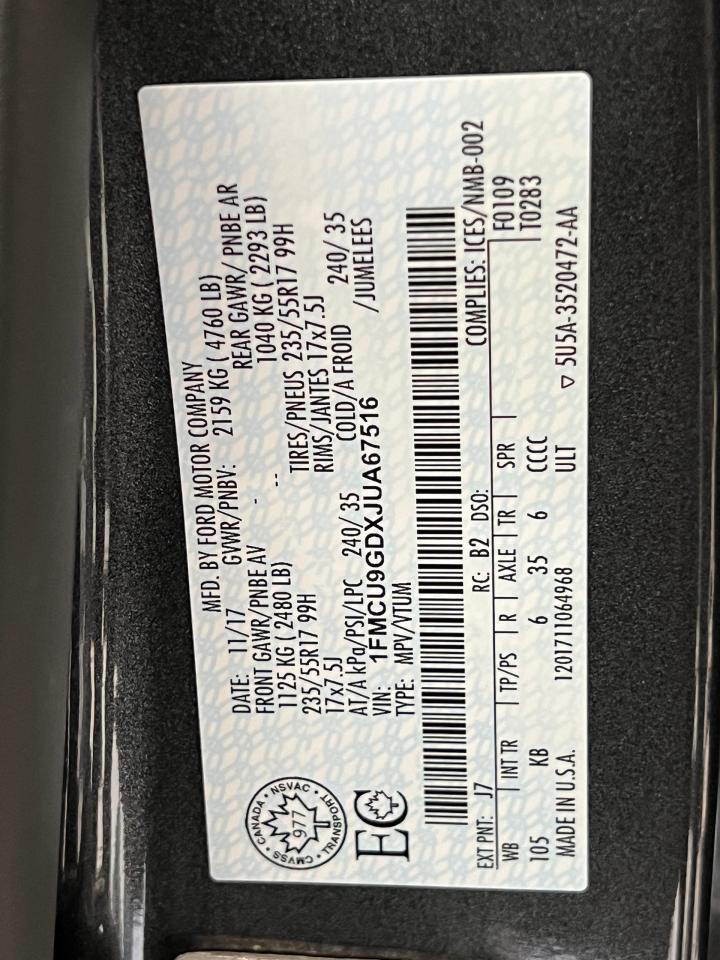 MFD. BY FORD MOTOR COMPANY
DATE: 11/17 GVWR/PNBV: 2159 KG ( 4760 LB)
FRONT GAWR/PNBE AV - REAR GAWR/ PNBE AR
1125 KG ( 2480 LB) -- 1040 KG ( 2293 LB)
235/55R17 99H TIRES/PNEUS 235/55R17 99H
17x7.5J RIMS/JANTES 17x7.5J
AT/A kPa/PSI/LPC 240/ 35 COLD/A FROID 240/ 35
VIN: 1FMCU9GDXJUA67516 /JUMELEES
TYPE: MPV/VTUM
CANADA • NSVAC • TRANSPORT • CMVSS •
977
EC
EXT PNT: J7 RC: B2 DSO: COMPLIES: ICES/NMB-002
WB INT TR TP/PS R AXLE TR SPR F0109
105 KB 6 35 6 CCCC T0283
MADE IN U.S.A. 1201711064968 ULT ▽ 5U5A-3520472-AA